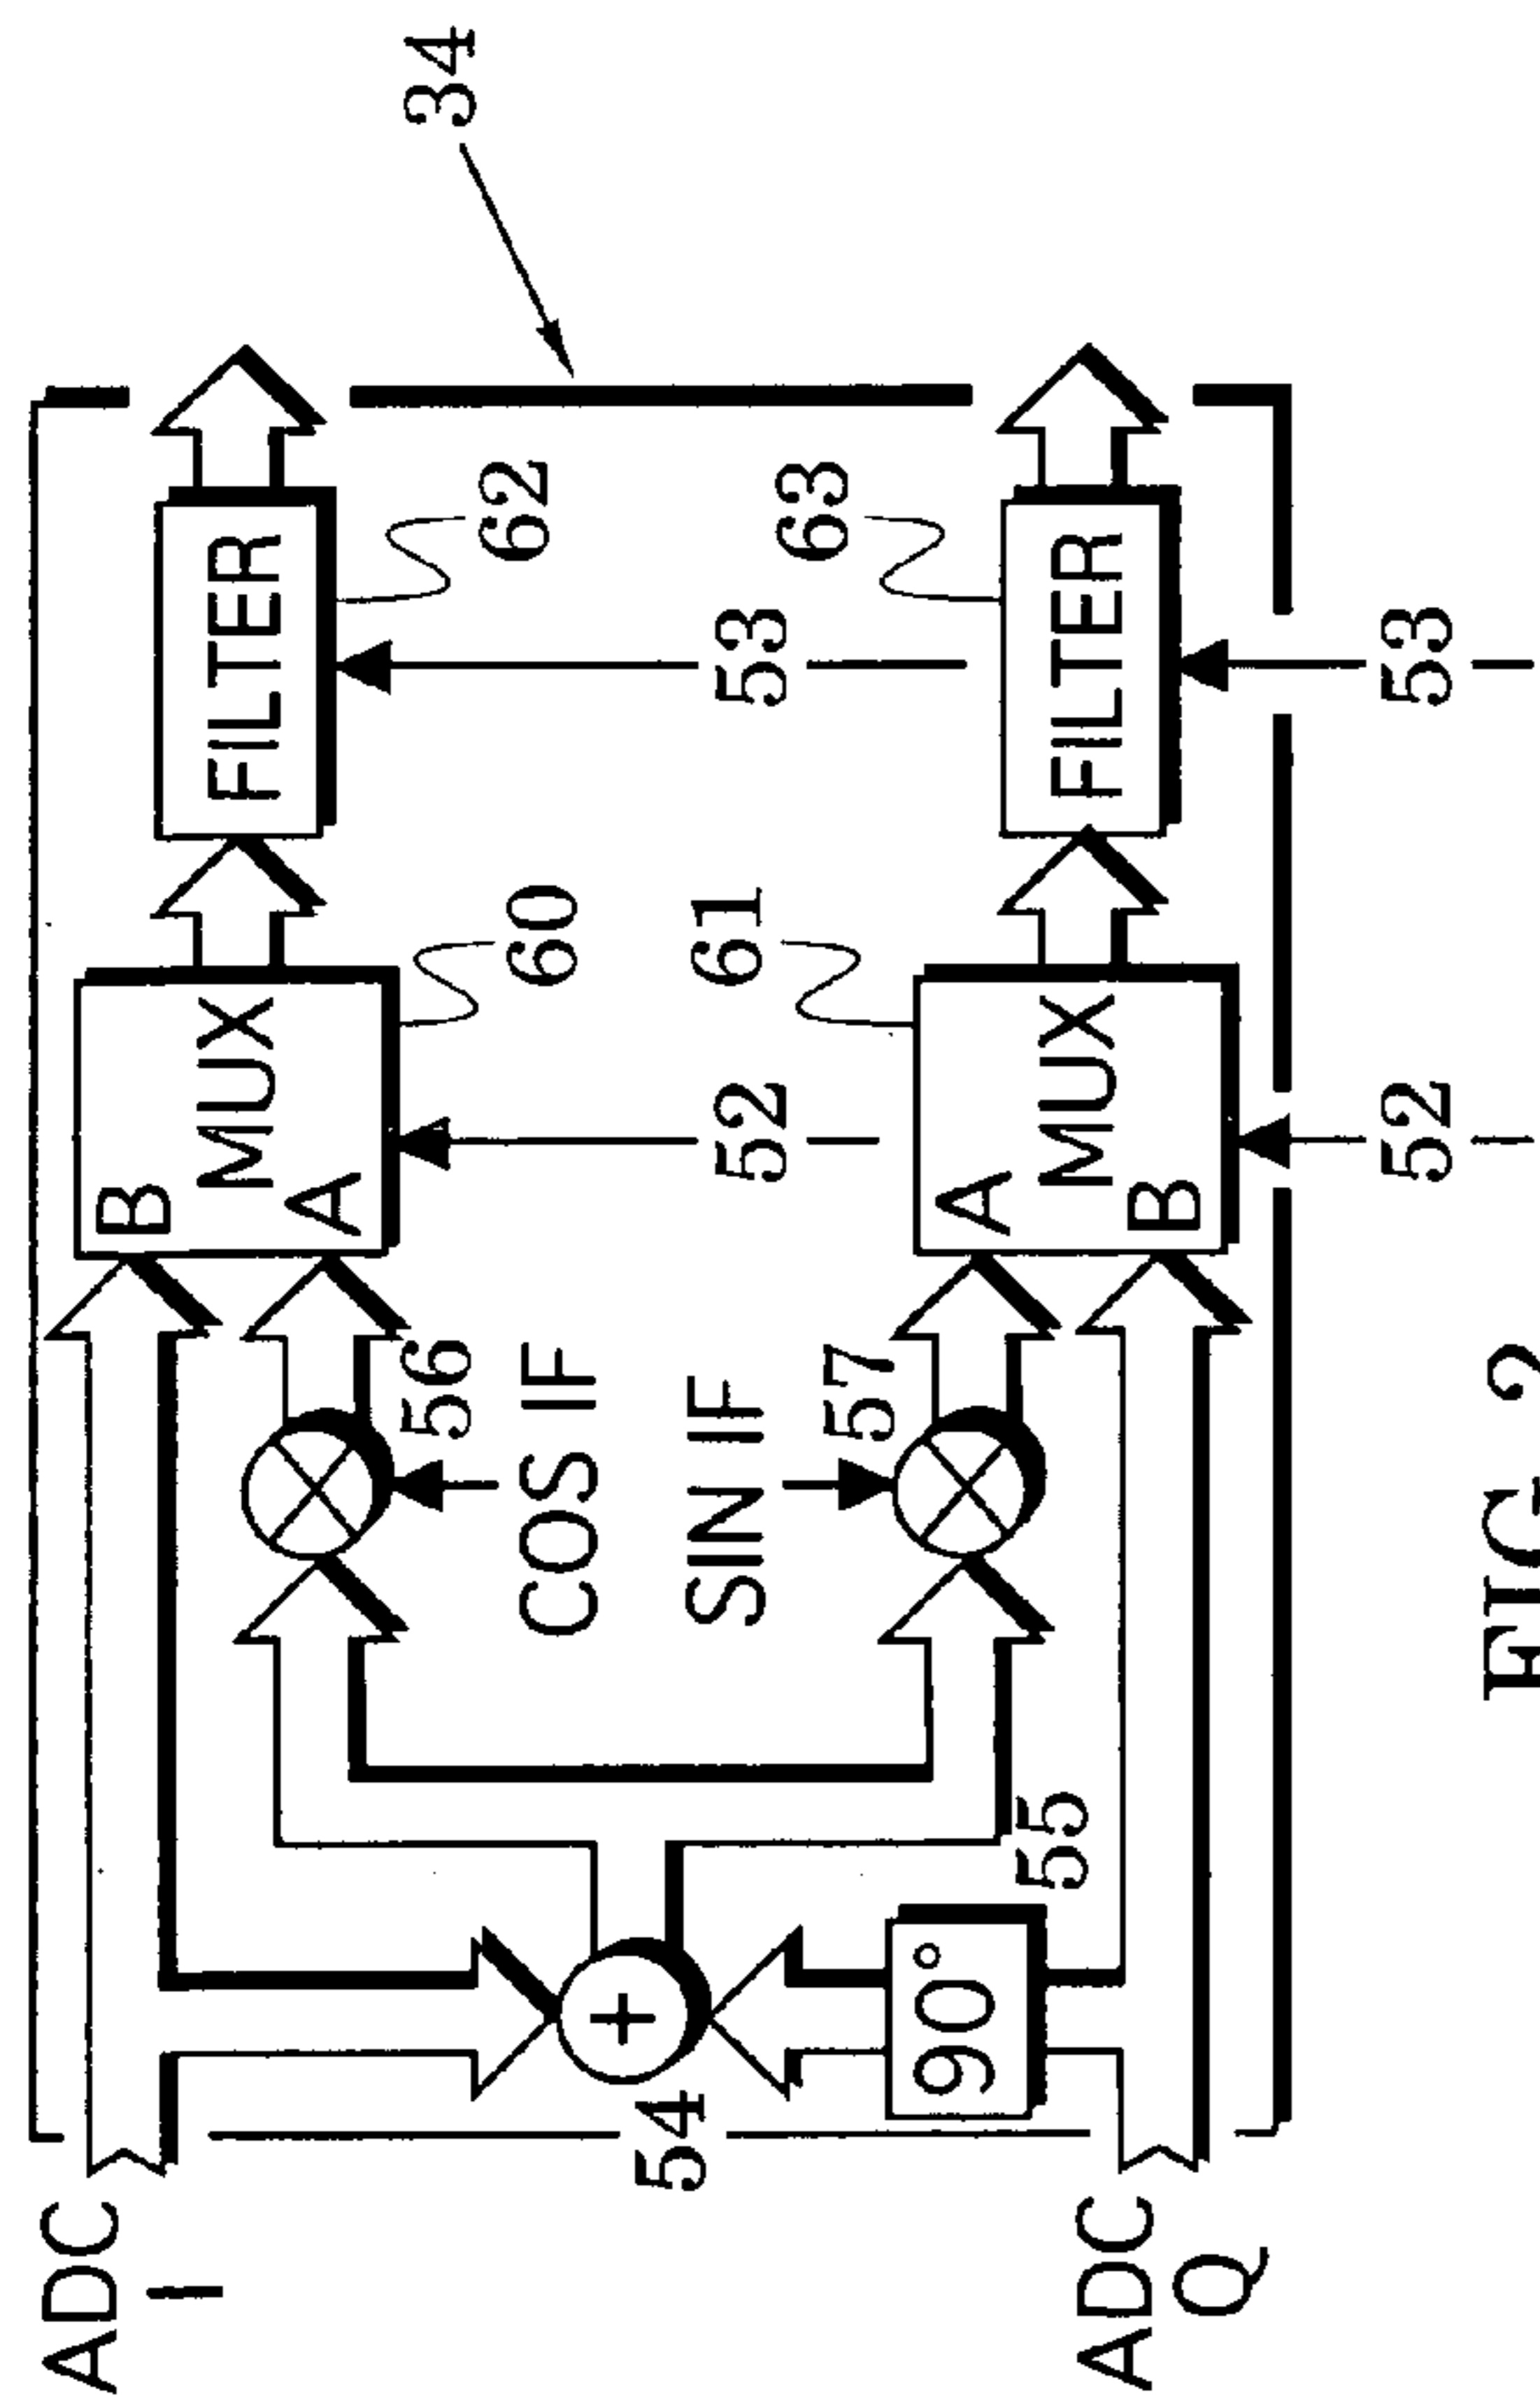 ADC
I
B
MUX
A
FILTER
34
62
60
56
COS IF
52
53
SIN IF
54
61
63
57
90°
55
A
MUX
B
FILTER
ADC
Q
52
53
FIG 2